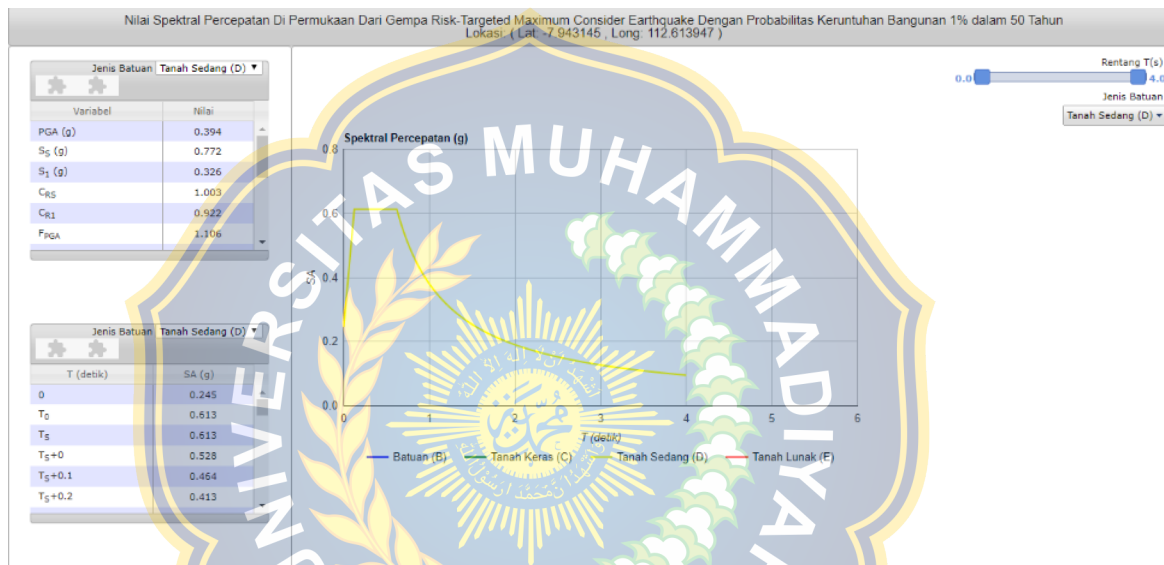 Nilai Spektral Percepatan Di Permukaan Dari Gempa Risk-Targeted Maximum Consider Earthquake Dengan Probabilitas Keruntuhan Bangunan 1% dalam 50 Tahun
Lokasi: ( Lat: -7.943145 , Long: 112.613947 )
Jenis Batuan Tanah Sedang (D)
Variabel Nilai
PGA (g) 0.394
SS (g) 0.772
S1 (g) 0.326
CRS 1.003
CR1 0.922
FPGA 1.106
Jenis Batuan Tanah Sedang (D)
T (detik) SA (g)
0 0.245
T0 0.613
TS 0.613
TS+0 0.528
TS+0.1 0.464
TS+0.2 0.413
Spektral Percepatan (g)
0.8
0.6
0.4
0.2
0.0
SA
0 1 2 3 4 5 6
T (detik)
Batuan (B) Tanah Keras (C) Tanah Sedang (D) Tanah Lunak (E)
Rentang T(s)
0.0 4.0
Jenis Batuan
Tanah Sedang (D)
ERSITAS MUHAMMADIYA
محمد